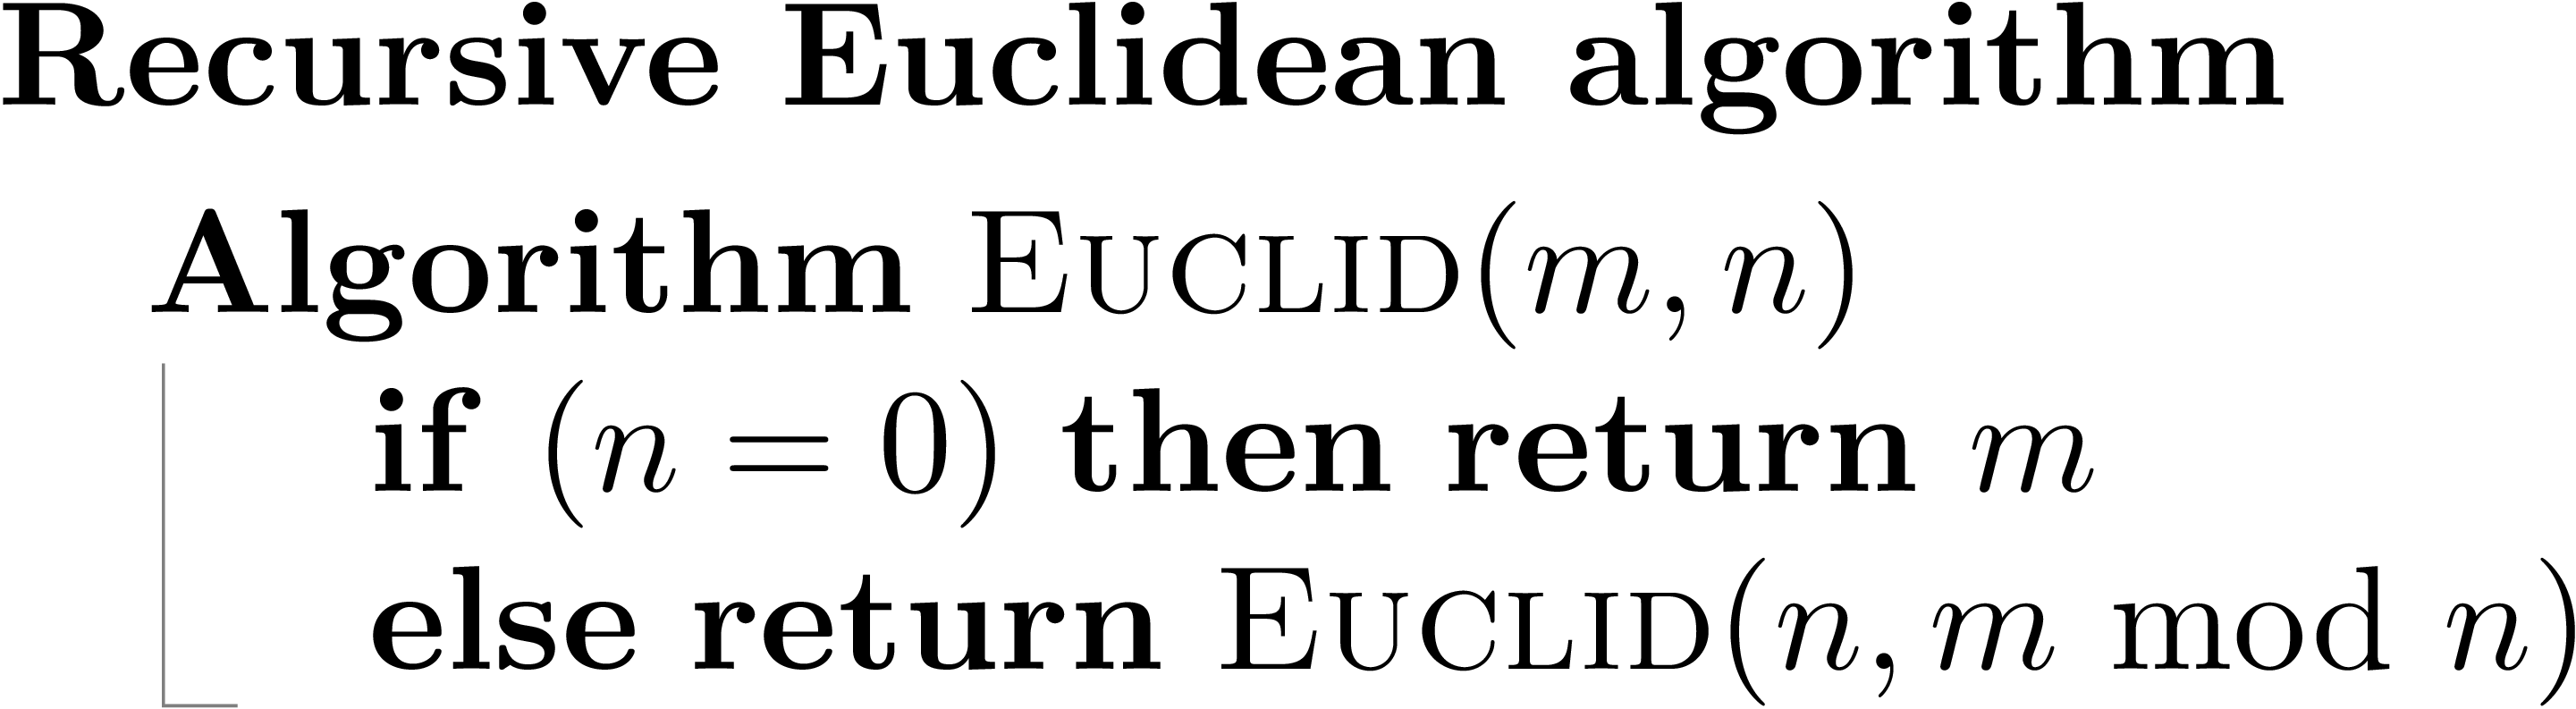 Recursive Euclidean algorithm
Algorithm EUCLID(m, n)
if (n = 0) then return m
else return EUCLID(n, m mod n)